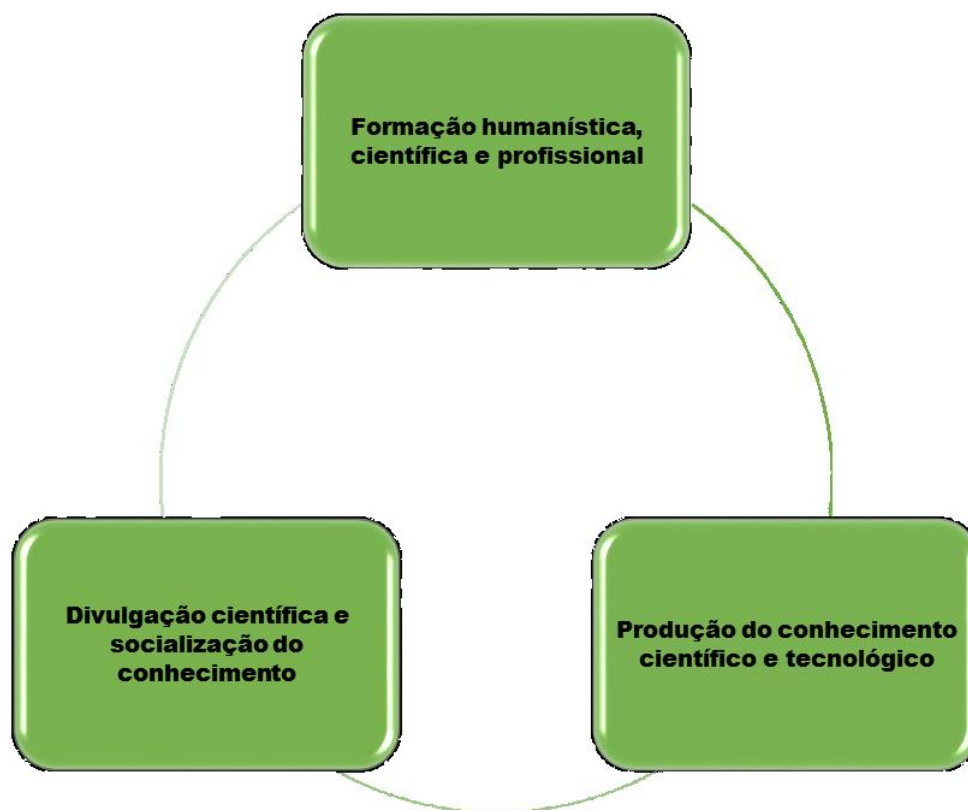 Formação humanística,
científica e profissional
Divulgação científica e
socialização do
conhecimento
Produção do conhecimento
científico e tecnológico